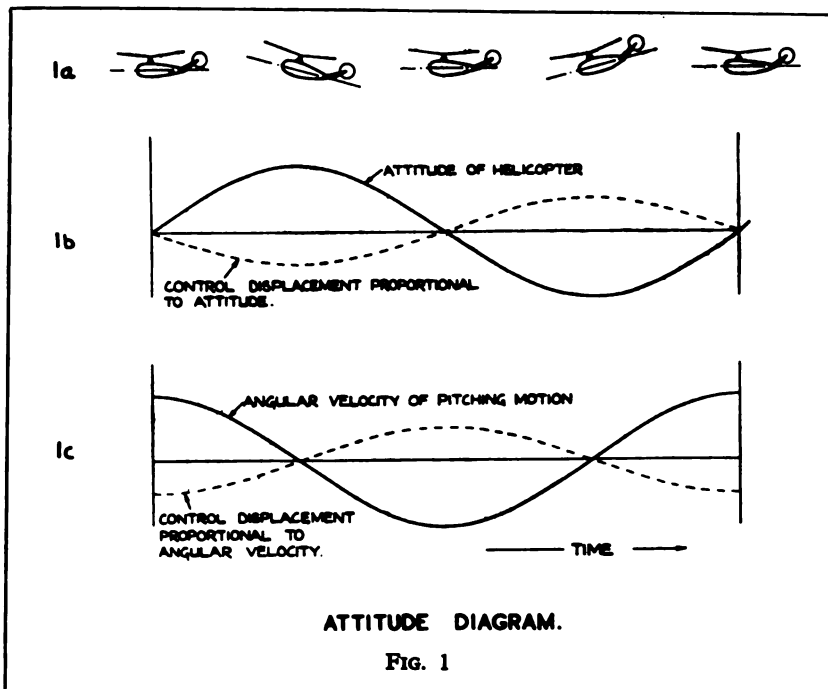 1a
ATTITUDE OF HELICOPTER
1b
CONTROL DISPLACEMENT PROPORTIONAL
TO ATTITUDE.
ANGULAR VELOCITY OF PITCHING MOTION
1c
CONTROL DISPLACEMENT
PROPORTIONAL TO
ANGULAR VELOCITY.
TIME
ATTITUDE DIAGRAM.
FIG. 1